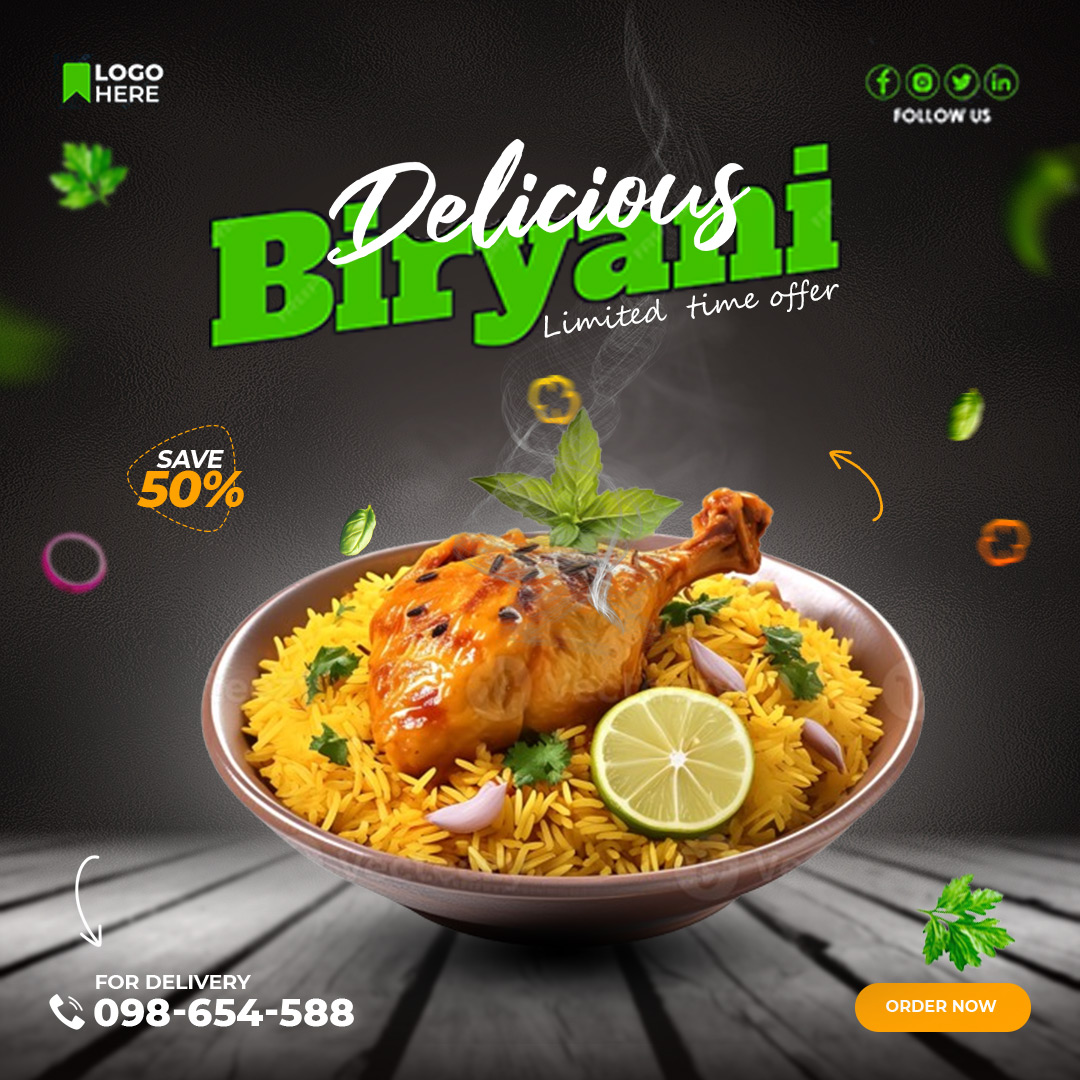 LOGO
HERE
FOLLOW US
Delicious
Biryani
Limited time offer
SAVE
50%
FOR DELIVERY
098-654-588
ORDER NOW